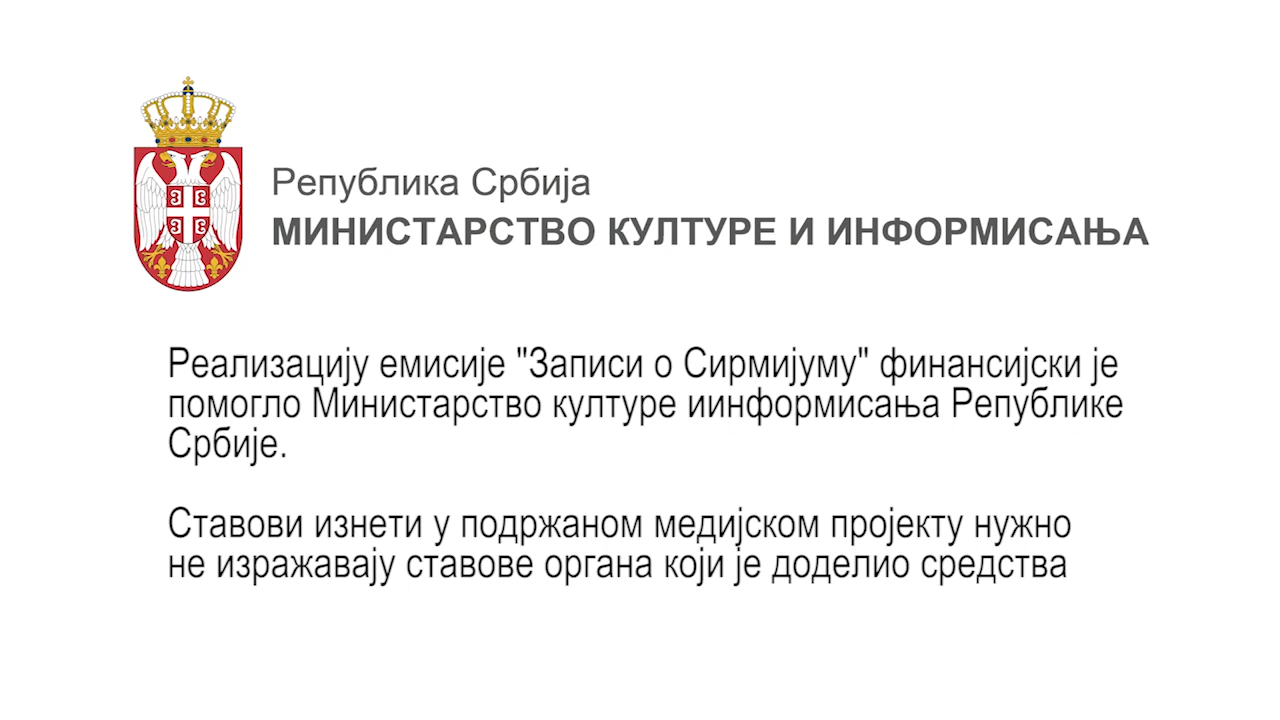 Република Србија
МИНИСТАРСТВО КУЛТУРЕ И ИНФОРМИСАЊА
Реализацију емисије "Записи о Сирмијуму" финансијски је
помогло Министарство културе иинформисања Републике
Србије.
Ставови изнети у подржаном медијском пројекту нужно
не изражавају ставове органа који је доделио средства